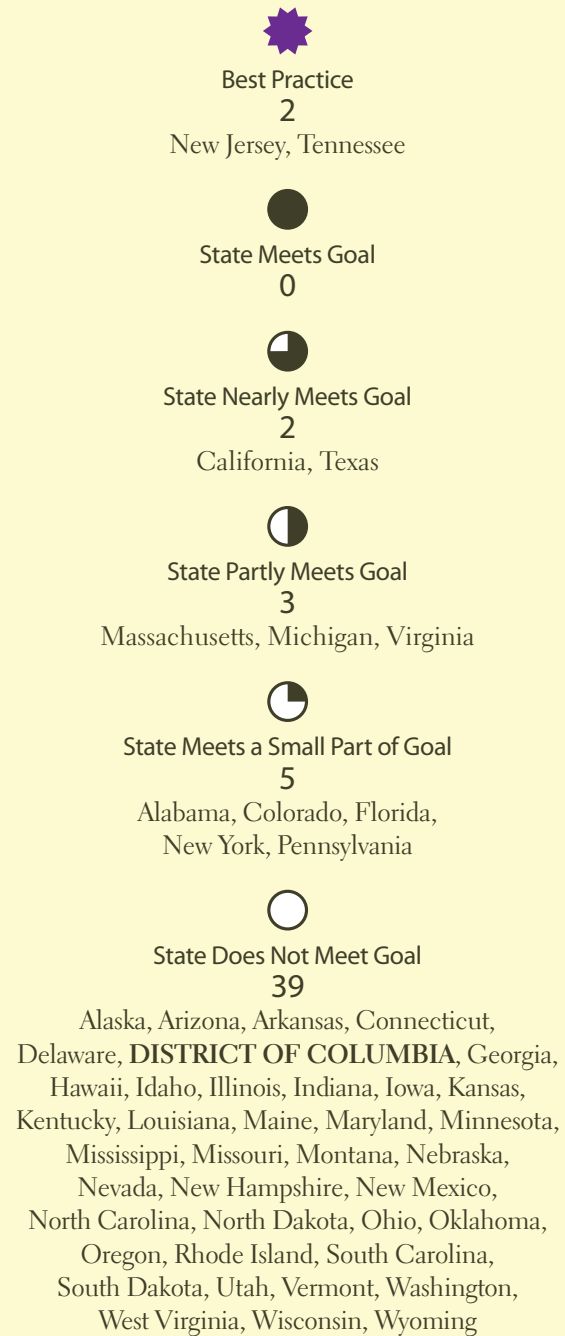 Best Practice
2
New Jersey, Tennessee
State Meets Goal
0
State Nearly Meets Goal
2
California, Texas
State Partly Meets Goal
3
Massachusetts, Michigan, Virginia
State Meets a Small Part of Goal
5
Alabama, Colorado, Florida,
New York, Pennsylvania
State Does Not Meet Goal
39
Alaska, Arizona, Arkansas, Connecticut,
Delaware, DISTRICT OF COLUMBIA, Georgia,
Hawaii, Idaho, Illinois, Indiana, Iowa, Kansas,
Kentucky, Louisiana, Maine, Maryland, Minnesota,
Mississippi, Missouri, Montana, Nebraska,
Nevada, New Hampshire, New Mexico,
North Carolina, North Dakota, Ohio, Oklahoma,
Oregon, Rhode Island, South Carolina,
South Dakota, Utah, Vermont, Washington,
West Virginia, Wisconsin, Wyoming